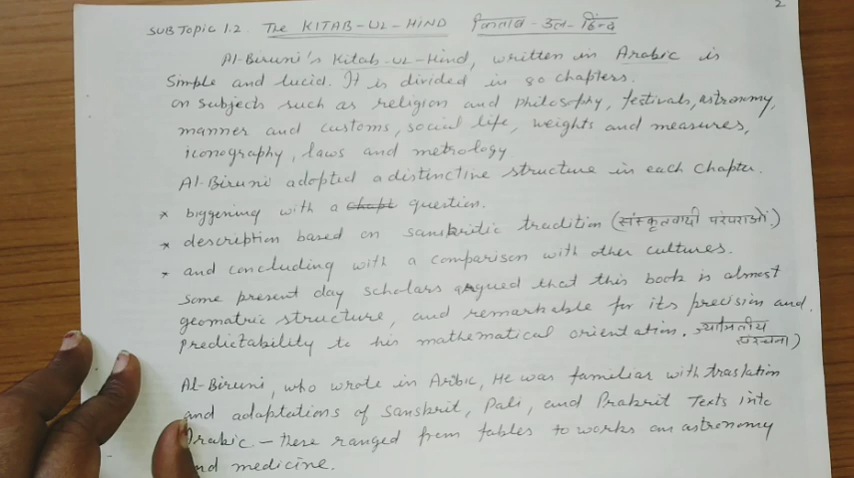 2
SUB TOPIC 1.2. The KITAB-UL-HIND किताब-उल-हिन्द
Al-Biruni's Kitab-UL-Hind, written in Arabic is
Simple and lucid. It is divided in 80 chapters.
on subjects such as religion and philosophy, festivals, astronomy,
manner and customs, social life, weights and measures,
iconography, laws and metrology
Al-Biruni adopted a distinctive structure in each chapter.
* biggening with a chapt question.
* description based on sanskritic tradition (संस्कृतवादी परंपराओं.)
* and concluding with a comparison with other cultures.
Some present day scholars argued that this book is almost
geomatric structure, and remarkable for its precision and.
predictability to his mathematical orientation. ज्यामितीय
संरचना)
Al-Biruni, who wrote in Aribic, He was familiar with traslation
and adaptations of Sanskrit, Pali, and Prakrit Texts into
Arabic. – these ranged from fables to works on astronomy
and medicine.